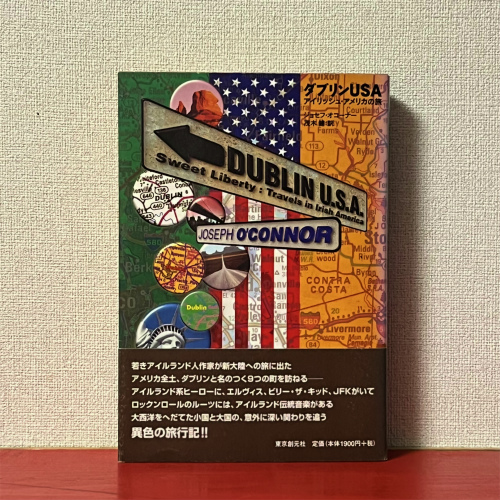 ダブリンUSA
アイリッシュ・アメリカの旅
ジョセフ・オコーナー
茂木 健:訳
DUBLIN U.S.A.
Sweet Liberty : Travels in Irish America
JOSEPH O'CONNOR
DUBLIN
Dublin
CONTRA
COSTA
Livermore
若きアイルランド人作家が新大陸への旅に出た
アメリカ全土、ダブリンと名のつく9つの町を訪ねる——
アイルランド系ヒーローに、エルヴィス、ビリー・ザ・キッド、JFKがいて
ロックンロールのルーツには、アイルランド伝統音楽がある
大西洋をへだてた小国と大国の、意外に深い関わりを追う
異色の旅行記!!
東京創元社 定価(本体1900円+税)